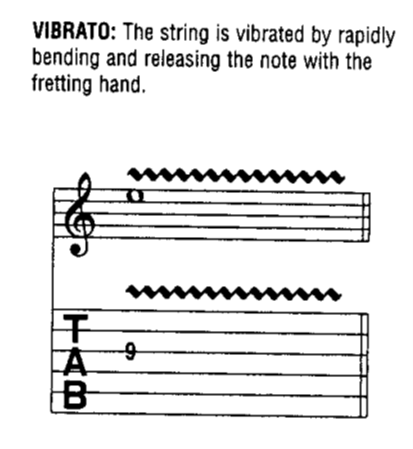 VIBRATO: The string is vibrated by rapidly
bending and releasing the note with the
fretting hand.
T
A
B
9